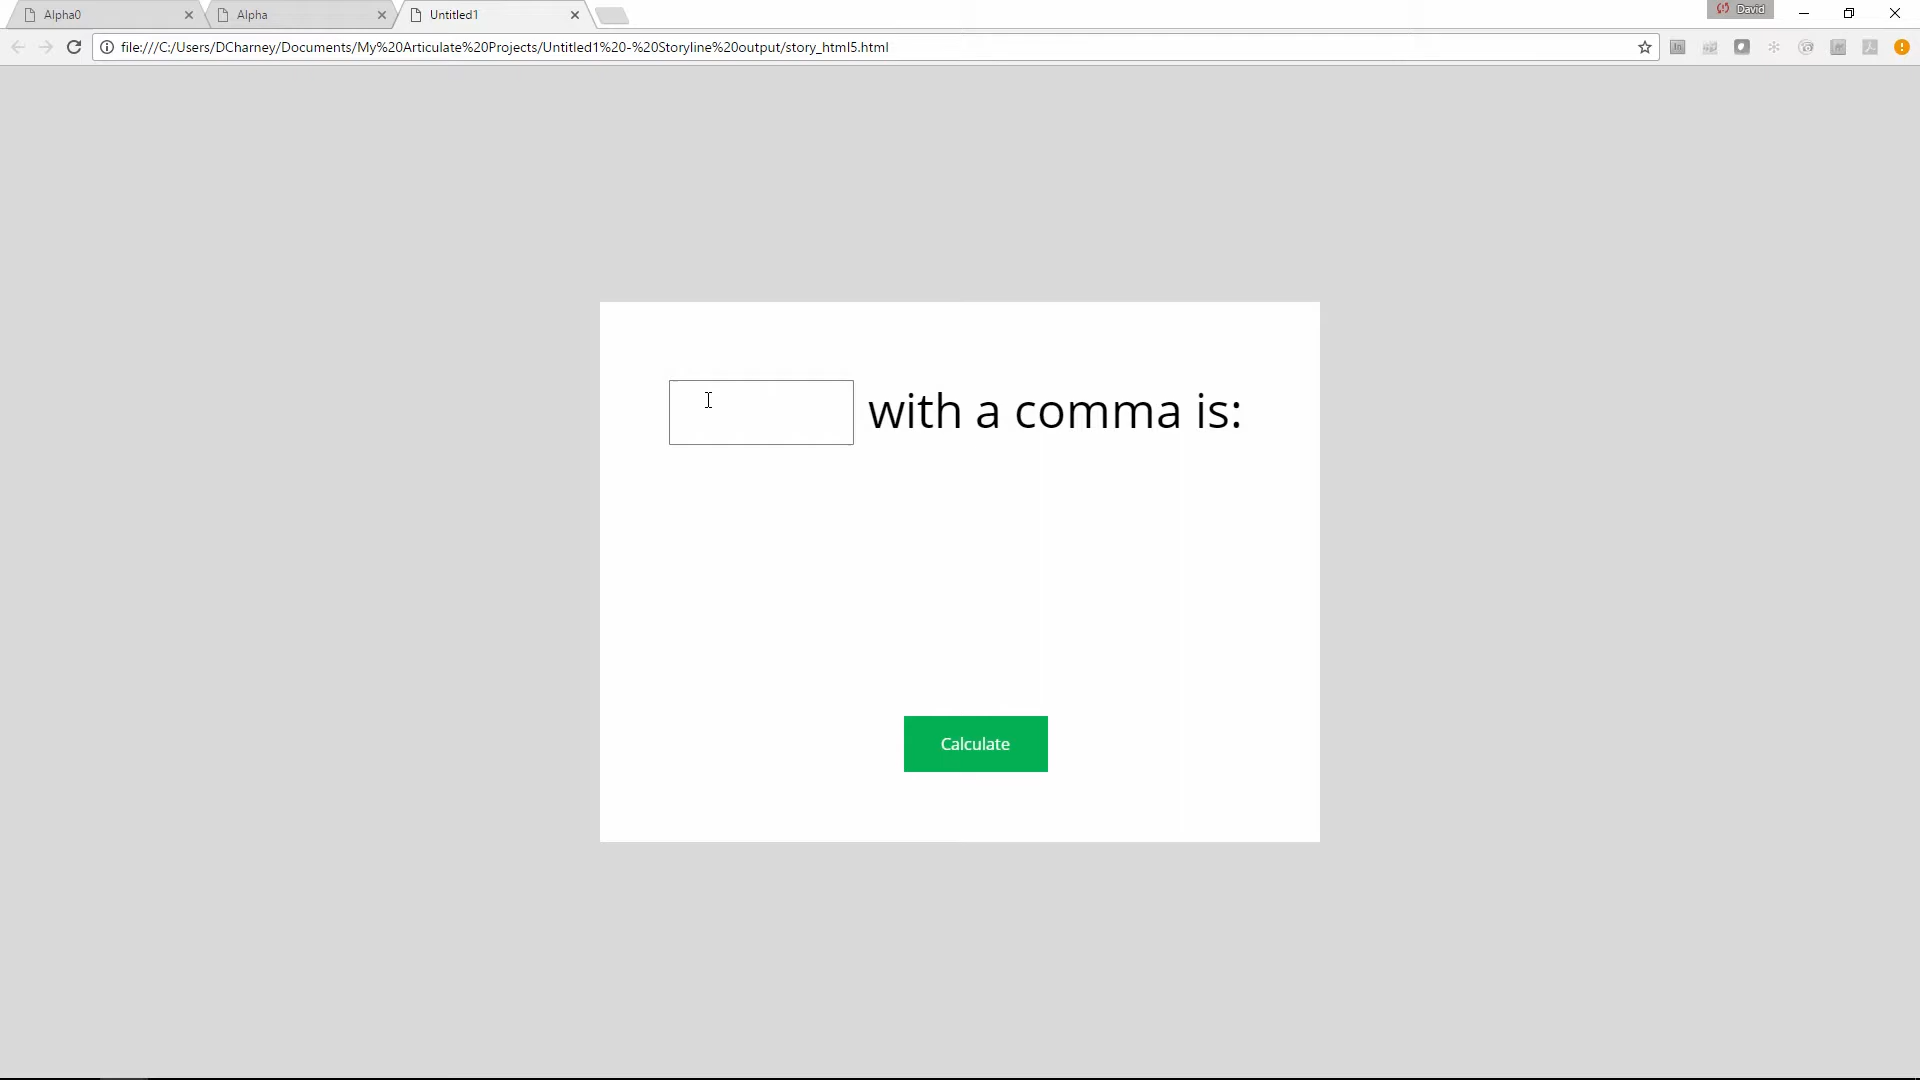 Alpha0
Alpha
Untitled1
David
file:///C:/Users/DCharney/Documents/My%20Articulate%20Projects/Untitled1%20-%20Storyline%20output/story_html5.html
with a comma is:
Calculate